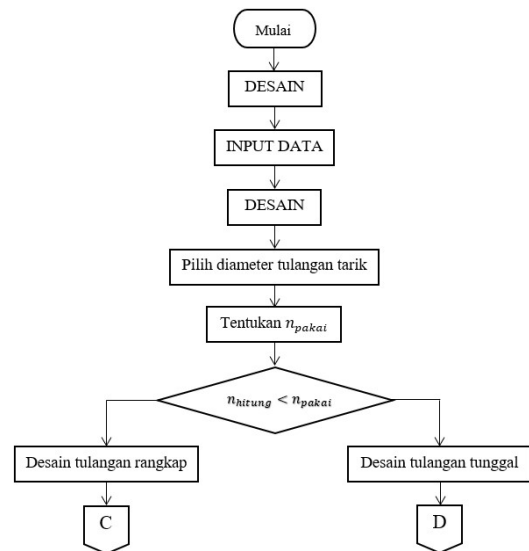 Mulai
DESAIN
INPUT DATA
DESAIN
Pilih diameter tulangan tarik
Tentukan n_pakai
n_hitung < n_pakai
Desain tulangan rangkap
Desain tulangan tunggal
C
D